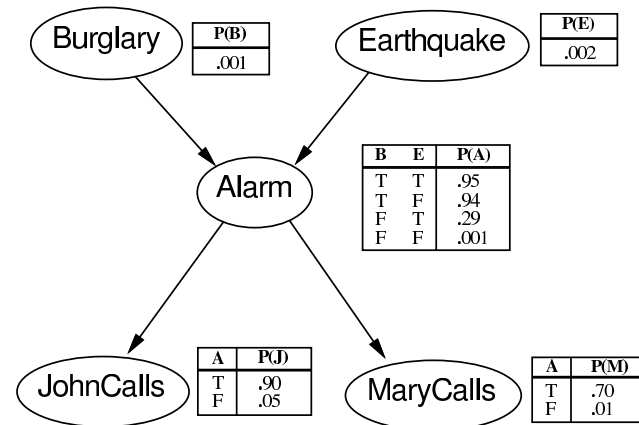 Burglary
P(B)
.001
Earthquake
P(E)
.002
Alarm
B E P(A)
T T .95
T F .94
F T .29
F F .001
JohnCalls
A P(J)
T .90
F .05
MaryCalls
A P(M)
T .70
F .01